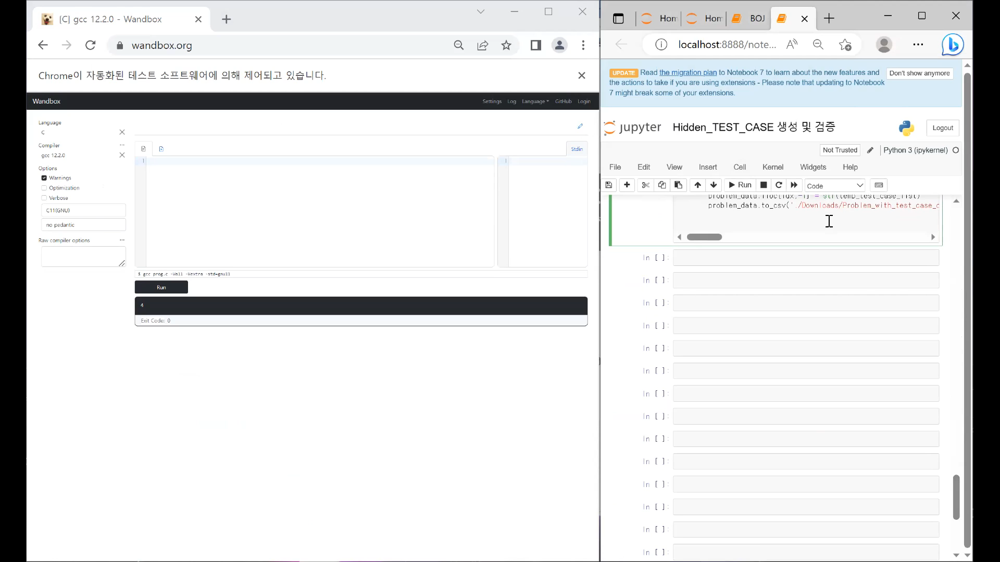 [C] gcc 12.2.0 - Wandbox
wandbox.org
Chrome이 자동화된 테스트 소프트웨어에 의해 제어되고 있습니다.
Wandbox
Settings Log Language GitHub Login
Language
C
Compiler
gcc 12.2.0
Options
Warnings
Optimization
Verbose
C11(GNU)
no pedantic
Raw compiler options
1
Stdin
1
$ gcc prog.c -Wall -Wextra -std=gnu11
Run
4
Exit Code: 0
Hom Hom BOJ
localhost:8888/note...
UPDATE Read the migration plan to Notebook 7 to learn about the new features and
the actions to take if you are using extensions - Please note that updating to Notebook
7 might break some of your extensions.
Don't show anymore
jupyter Hidden_TEST_CASE 생성 및 검증
Logout
Not Trusted Python 3 (ipykernel)
File Edit View Insert Cell Kernel Widgets Help
Run Code
problem_data.iloc[idx,-1] = str(temp_test_case_list)
problem_data.to_csv('./Downloads/Problem_with_test_case_c
In [ ]:
In [ ]:
In [ ]:
In [ ]:
In [ ]:
In [ ]:
In [ ]:
In [ ]:
In [ ]:
In [ ]:
In [ ]:
In [ ]:
In [ ]:
In [ ]: